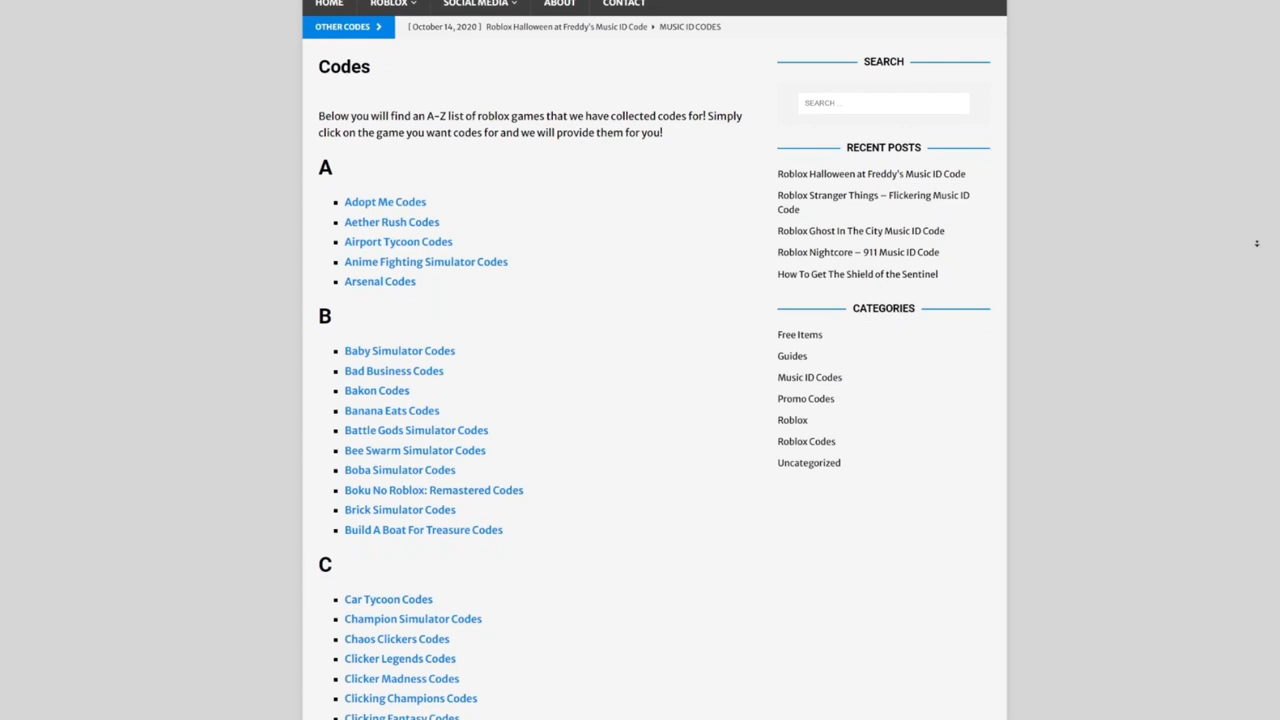 HOME ROBLOX SOCIAL MEDIA ABOUT CONTACT
OTHER CODES [ October 14, 2020 ] Roblox Halloween at Freddy's Music ID Code MUSIC ID CODES
Codes
Below you will find an A-Z list of roblox games that we have collected codes for! Simply
click on the game you want codes for and we will provide them for you!
A
Adopt Me Codes
Aether Rush Codes
Airport Tycoon Codes
Anime Fighting Simulator Codes
Arsenal Codes
B
Baby Simulator Codes
Bad Business Codes
Bakon Codes
Banana Eats Codes
Battle Gods Simulator Codes
Bee Swarm Simulator Codes
Boba Simulator Codes
Boku No Roblox: Remastered Codes
Brick Simulator Codes
Build A Boat For Treasure Codes
C
Car Tycoon Codes
Champion Simulator Codes
Chaos Clickers Codes
Clicker Legends Codes
Clicker Madness Codes
Clicking Champions Codes
Clicking Fantasy Codes
SEARCH
SEARCH ...
RECENT POSTS
Roblox Halloween at Freddy's Music ID Code
Roblox Stranger Things – Flickering Music ID
Code
Roblox Ghost In The City Music ID Code
Roblox Nightcore – 911 Music ID Code
How To Get The Shield of the Sentinel
CATEGORIES
Free Items
Guides
Music ID Codes
Promo Codes
Roblox
Roblox Codes
Uncategorized